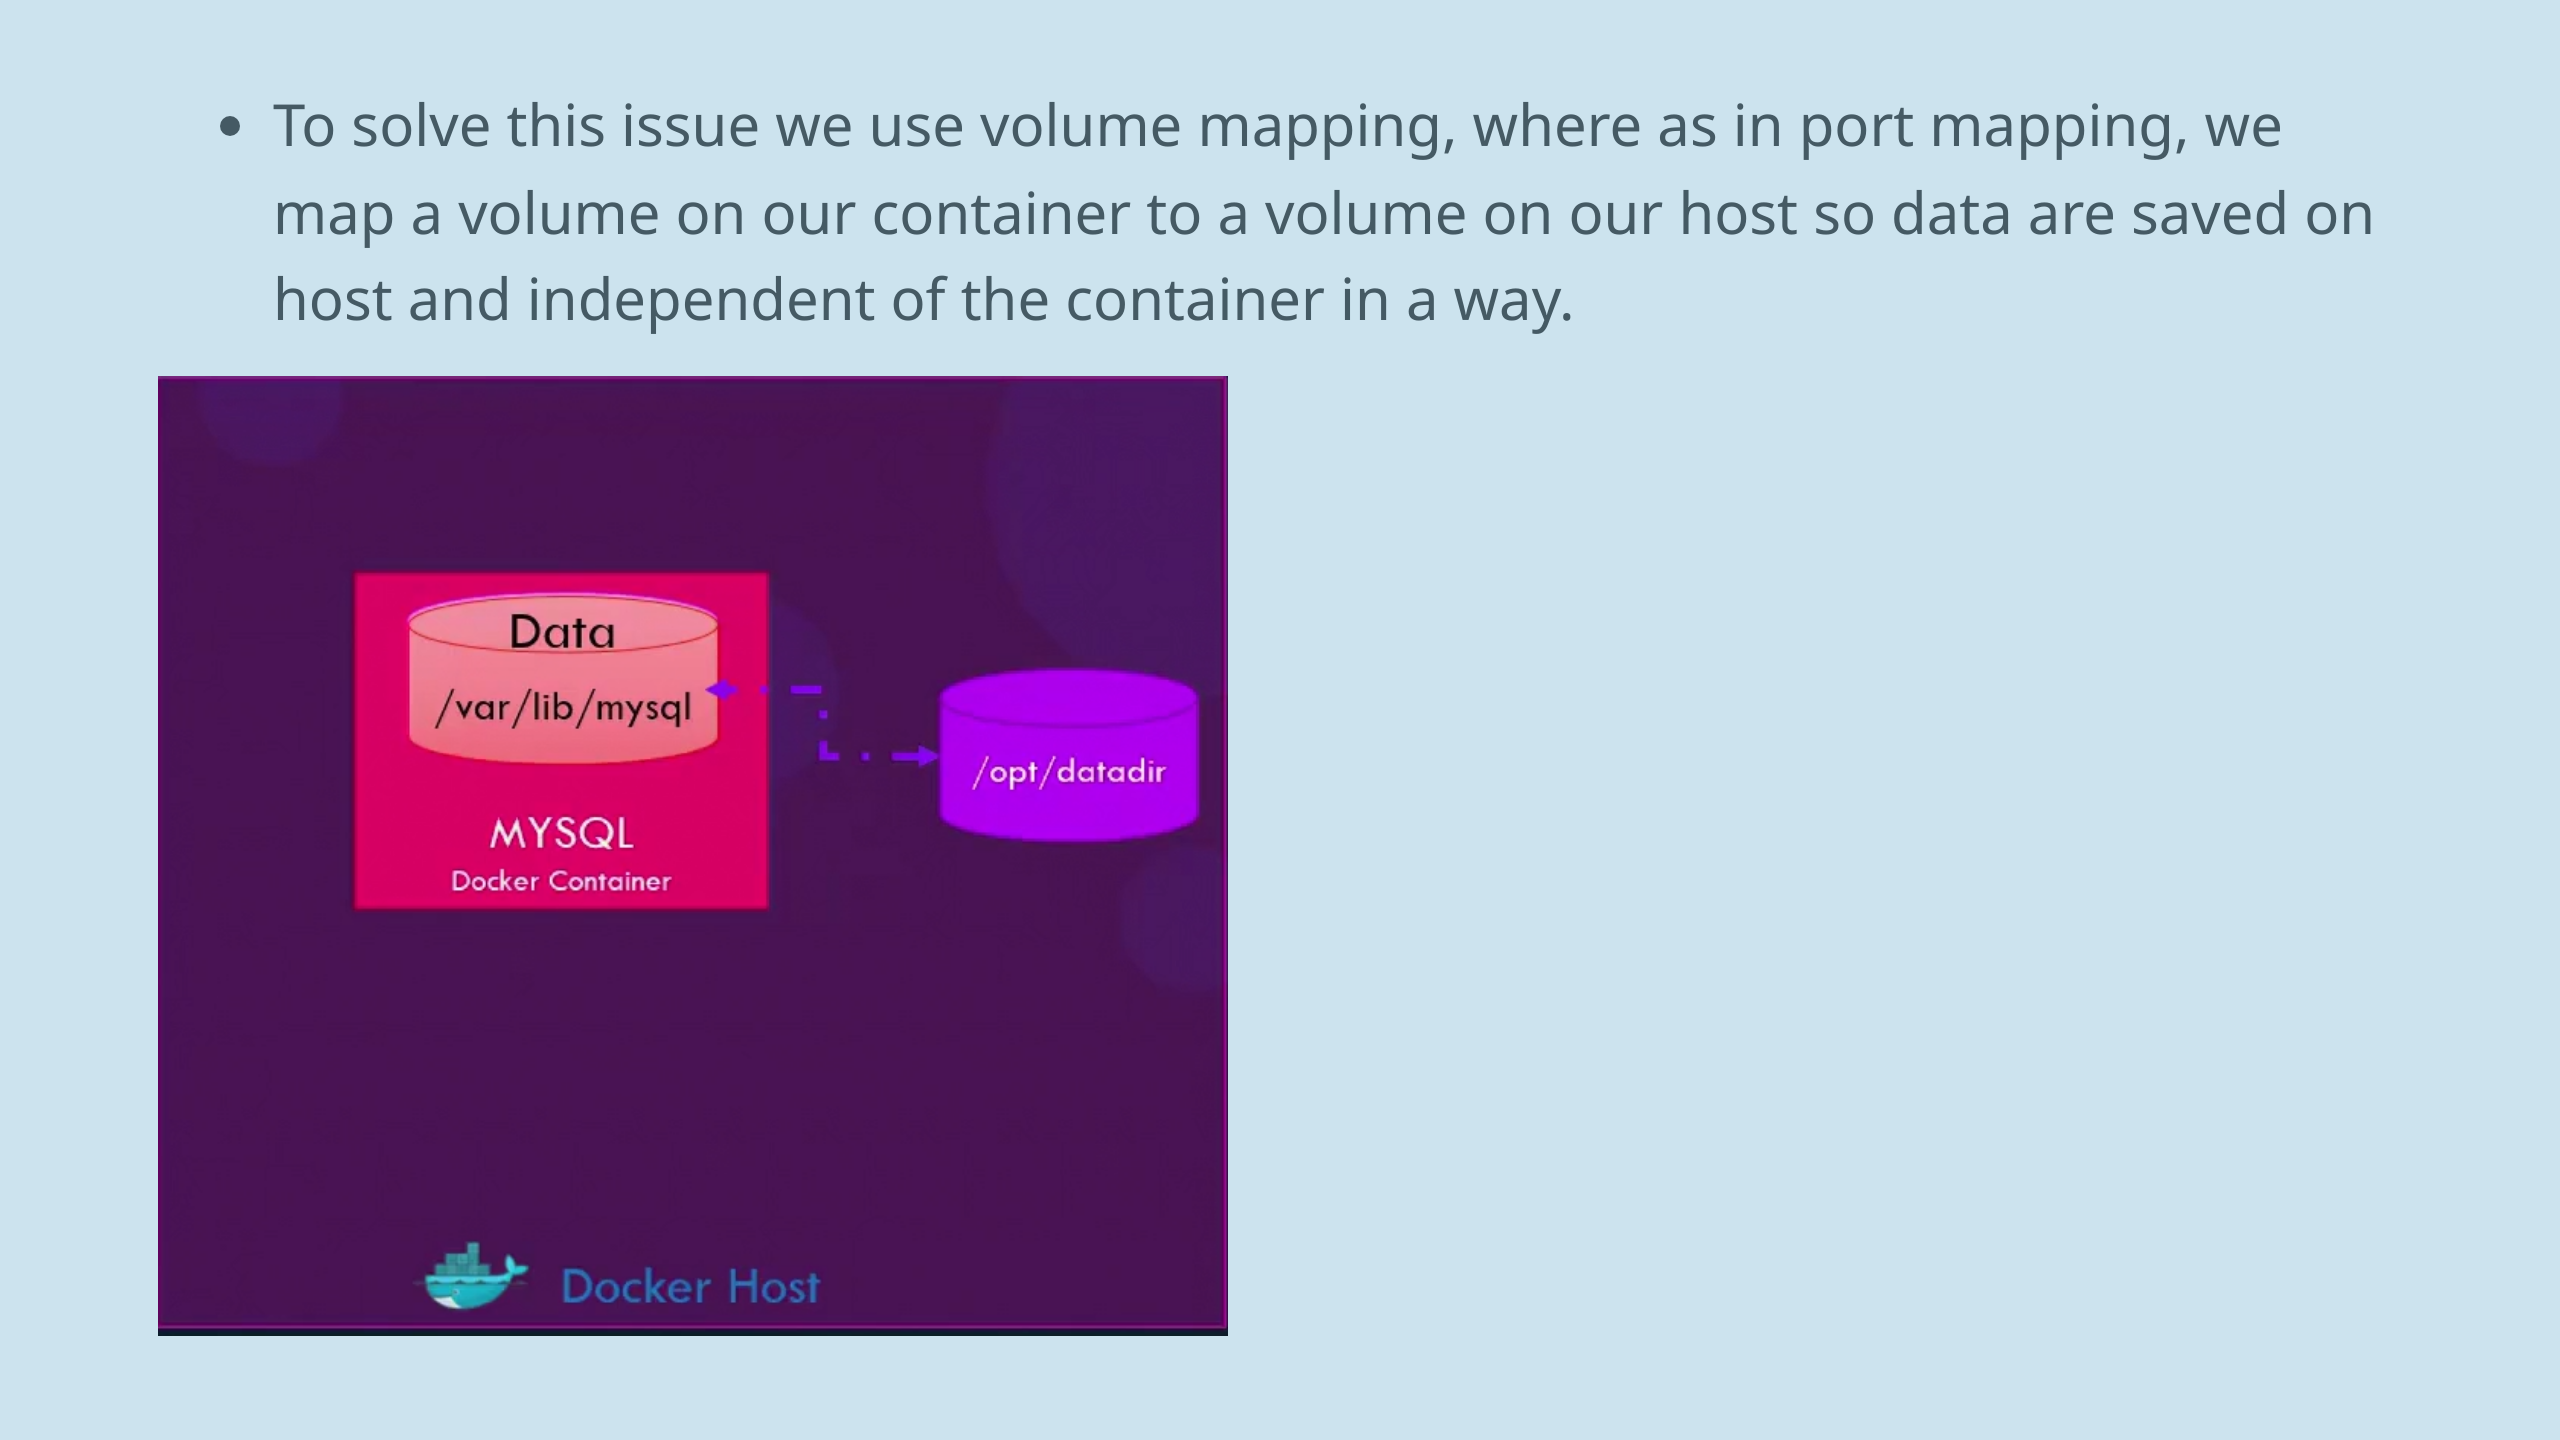 • To solve this issue we use volume mapping, where as in port mapping, we
map a volume on our container to a volume on our host so data are saved on
host and independent of the container in a way.
Data
/var/lib/mysql
/opt/datadir
MYSQL
Docker Container
Docker Host